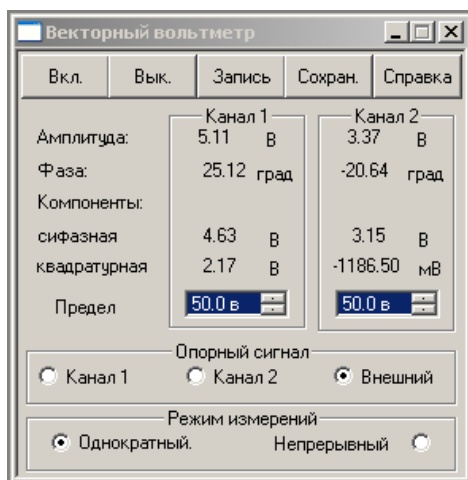 Векторный вольтметр
Вкл. Вык. Запись Сохран. Справка
Канал 1 Канал 2
Амплитуда: 5.11 В 3.37 В
Фаза: 25.12 град -20.64 град
Компоненты:
сифазная 4.63 В 3.15 В
квадратурная 2.17 В -1186.50 мВ
Предел 50.0 в 50.0 в
Опорный сигнал
Канал 1 Канал 2 Внешний
Режим измерений
Однократный. Непрерывный